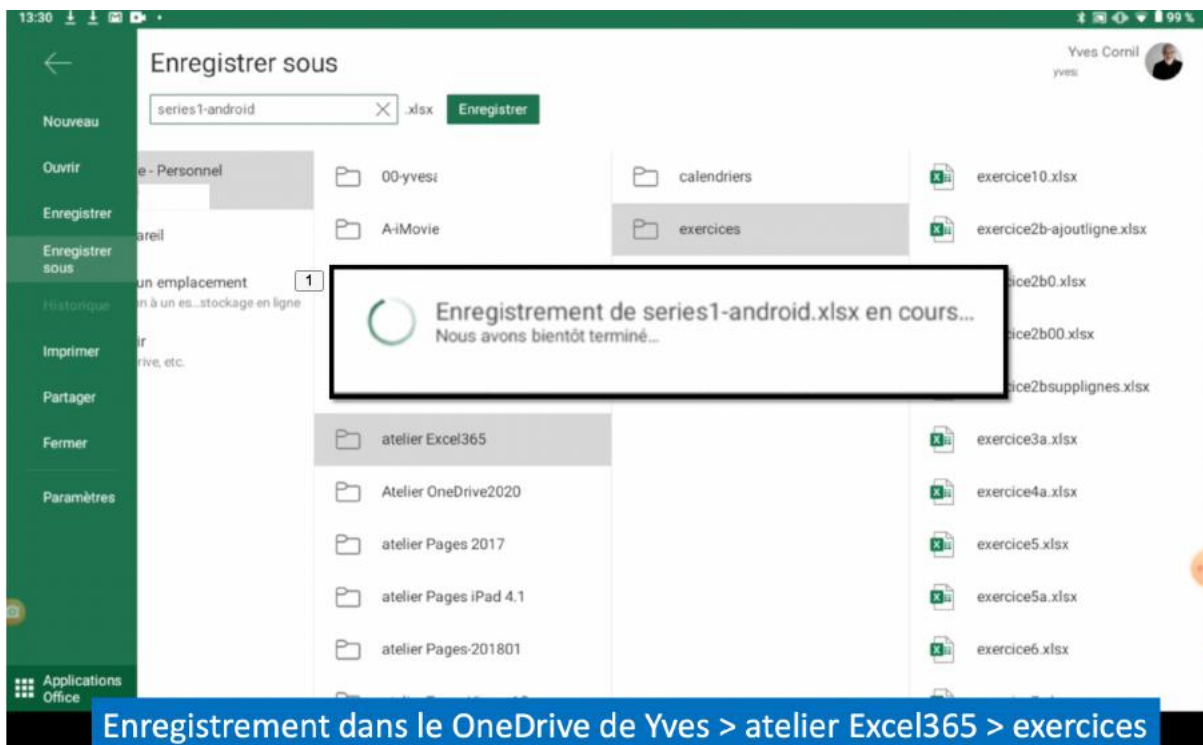 13:30
99 %
Enregistrer sous
Yves Cornil
yves
series1-android
.xlsx
Enregistrer
Nouveau
Ouvrir
Enregistrer
Enregistrer
sous
Historique
Imprimer
Partager
Fermer
Paramètres
Applications
Office
e - Personnel
areil
un emplacement
n à un es...stockage en ligne
ir
rive, etc.
00-yves
A-iMovie
atelier Excel365
Atelier OneDrive2020
atelier Pages 2017
atelier Pages iPad 4.1
atelier Pages-201801
calendriers
exercices
exercice10.xlsx
exercice2b-ajoutligne.xlsx
ice2b0.xlsx
ice2b00.xlsx
ice2bsupplignes.xlsx
exercice3a.xlsx
exercice4a.xlsx
exercice5.xlsx
exercice5a.xlsx
exercice6.xlsx
1
Enregistrement de series1-android.xlsx en cours...
Nous avons bientôt terminé...
Enregistrement dans le OneDrive de Yves > atelier Excel365 > exercices